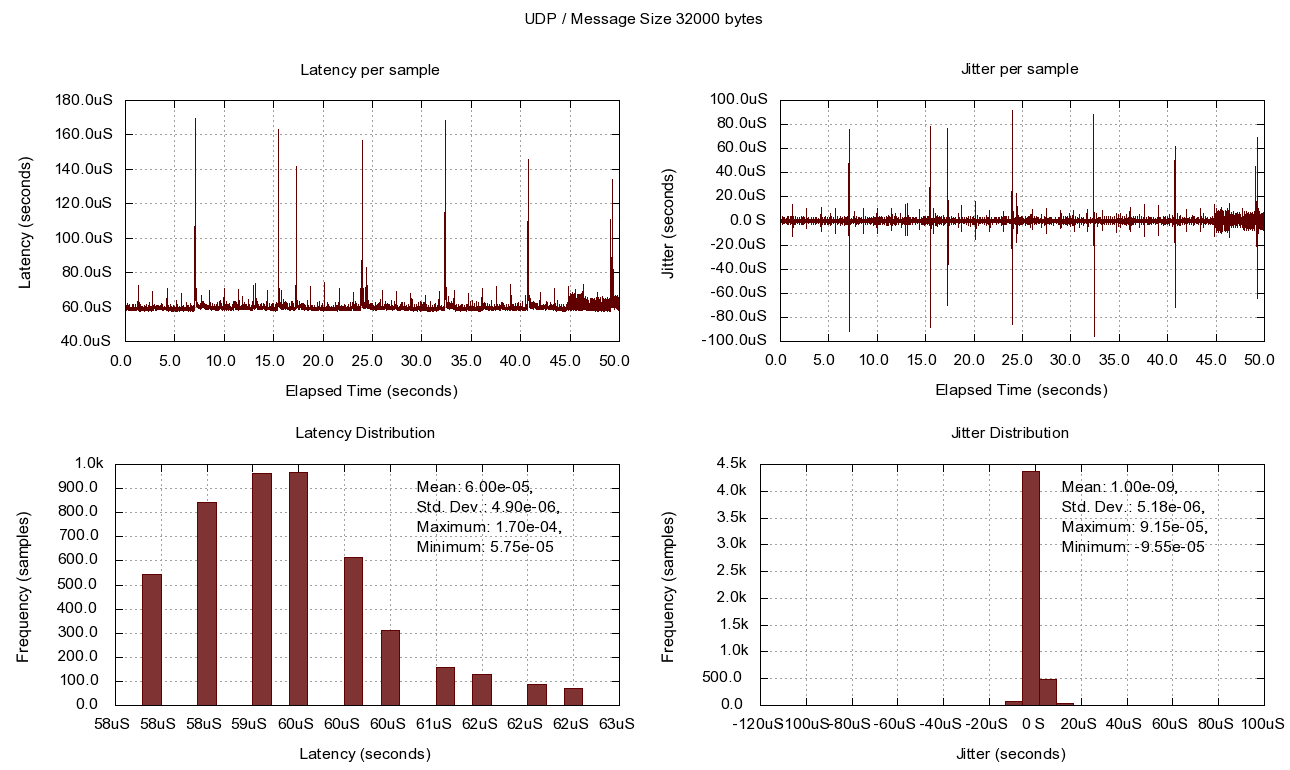 UDP / Message Size 32000 bytes
Latency per sample
180.0uS
160.0uS
140.0uS
120.0uS
100.0uS
80.0uS
60.0uS
40.0uS
Latency (seconds)
0.0 5.0 10.0 15.0 20.0 25.0 30.0 35.0 40.0 45.0 50.0
Elapsed Time (seconds)
Jitter per sample
100.0uS
80.0uS
60.0uS
40.0uS
20.0uS
0.0 S
-20.0uS
-40.0uS
-60.0uS
-80.0uS
-100.0uS
Jitter (seconds)
0.0 5.0 10.0 15.0 20.0 25.0 30.0 35.0 40.0 45.0 50.0
Elapsed Time (seconds)
Latency Distribution
1.0k
900.0
800.0
700.0
600.0
500.0
400.0
300.0
200.0
100.0
0.0
Frequency (samples)
Mean: 6.00e-05,
Std. Dev.: 4.90e-06,
Maximum: 1.70e-04,
Minimum: 5.75e-05
58uS 58uS 58uS 59uS 60uS 60uS 60uS 61uS 62uS 62uS 62uS 63uS
Latency (seconds)
Jitter Distribution
4.5k
4.0k
3.5k
3.0k
2.5k
2.0k
1.5k
1.0k
500.0
0.0
Frequency (samples)
Mean: 1.00e-09,
Std. Dev.: 5.18e-06,
Maximum: 9.15e-05,
Minimum: -9.55e-05
-120uS -100uS -80uS -60uS -40uS -20uS 0 S 20uS 40uS 60uS 80uS 100uS
Jitter (seconds)